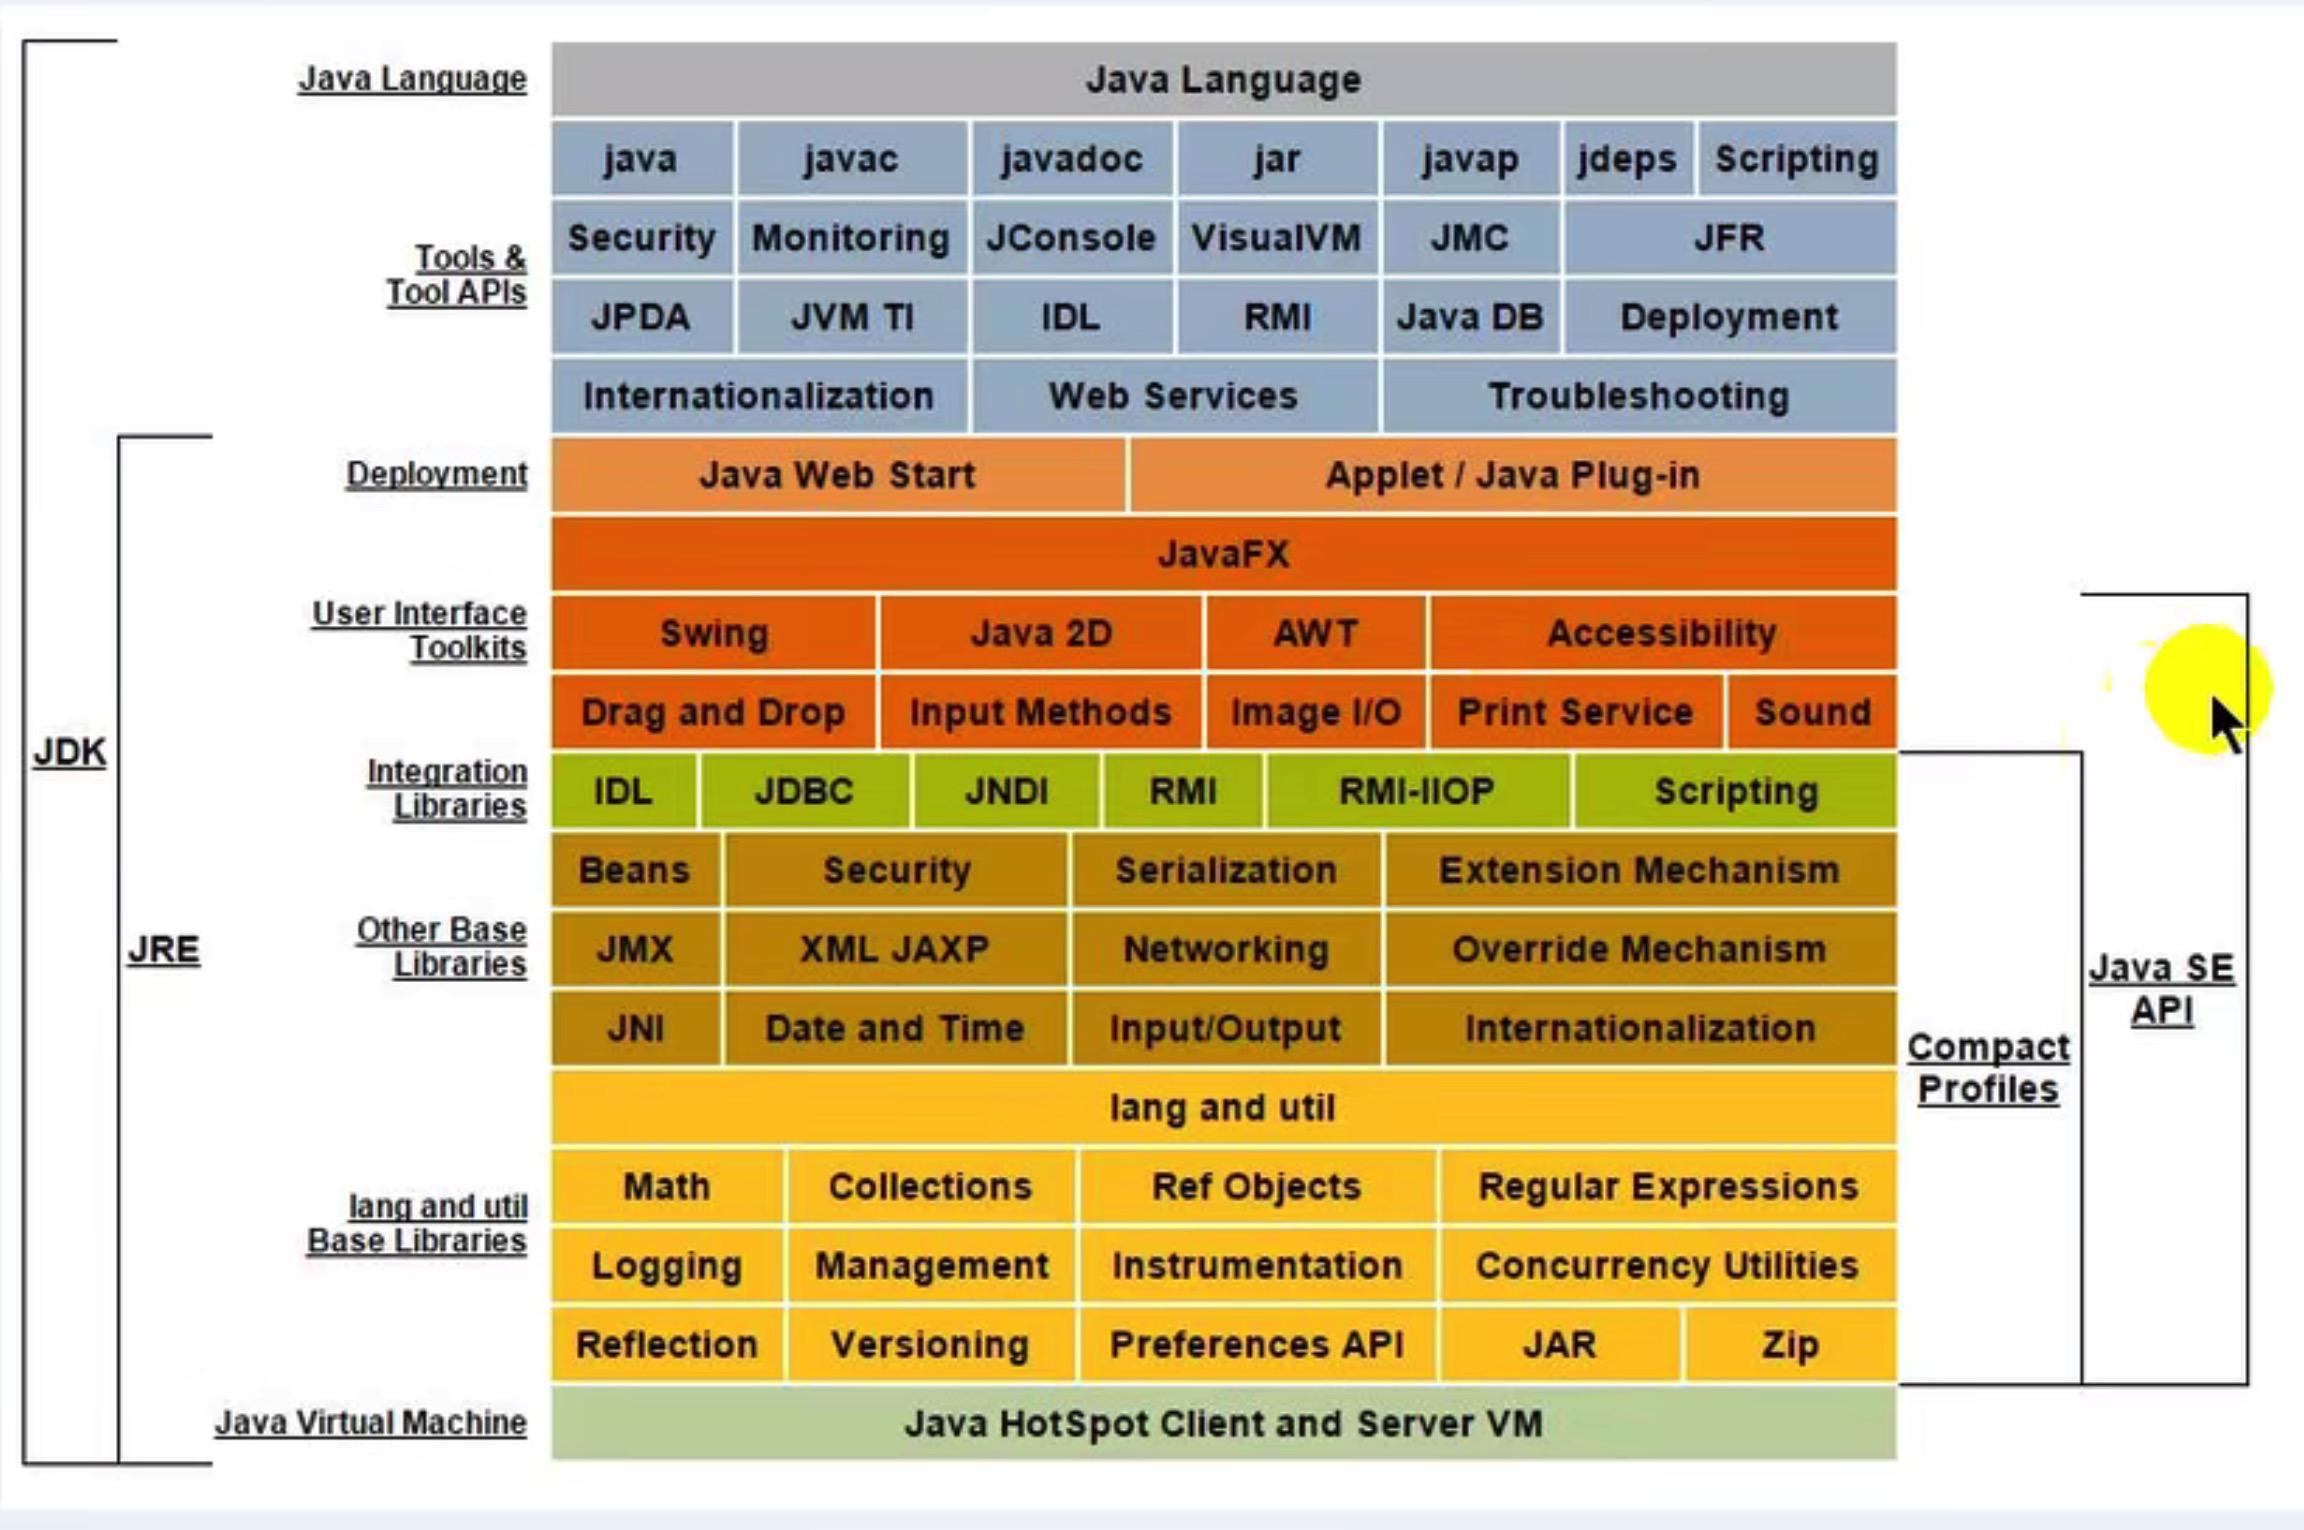 Java Language
Java Language
java javac javadoc jar javap jdeps Scripting
Tools &
Tool APIs
Security Monitoring JConsole VisualVM JMC JFR
JPDA JVM TI IDL RMI Java DB Deployment
Internationalization Web Services Troubleshooting
Deployment
Java Web Start Applet / Java Plug-in
JavaFX
User Interface
Toolkits
Swing Java 2D AWT Accessibility
Drag and Drop Input Methods Image I/O Print Service Sound
JDK
Integration
Libraries
IDL JDBC JNDI RMI RMI-IIOP Scripting
Beans Security Serialization Extension Mechanism
JRE
Other Base
Libraries
JMX XML JAXP Networking Override Mechanism
JNI Date and Time Input/Output Internationalization
Java SE
API
Compact
Profiles
lang and util
lang and util
Base Libraries
Math Collections Ref Objects Regular Expressions
Logging Management Instrumentation Concurrency Utilities
Reflection Versioning Preferences API JAR Zip
Java Virtual Machine
Java HotSpot Client and Server VM